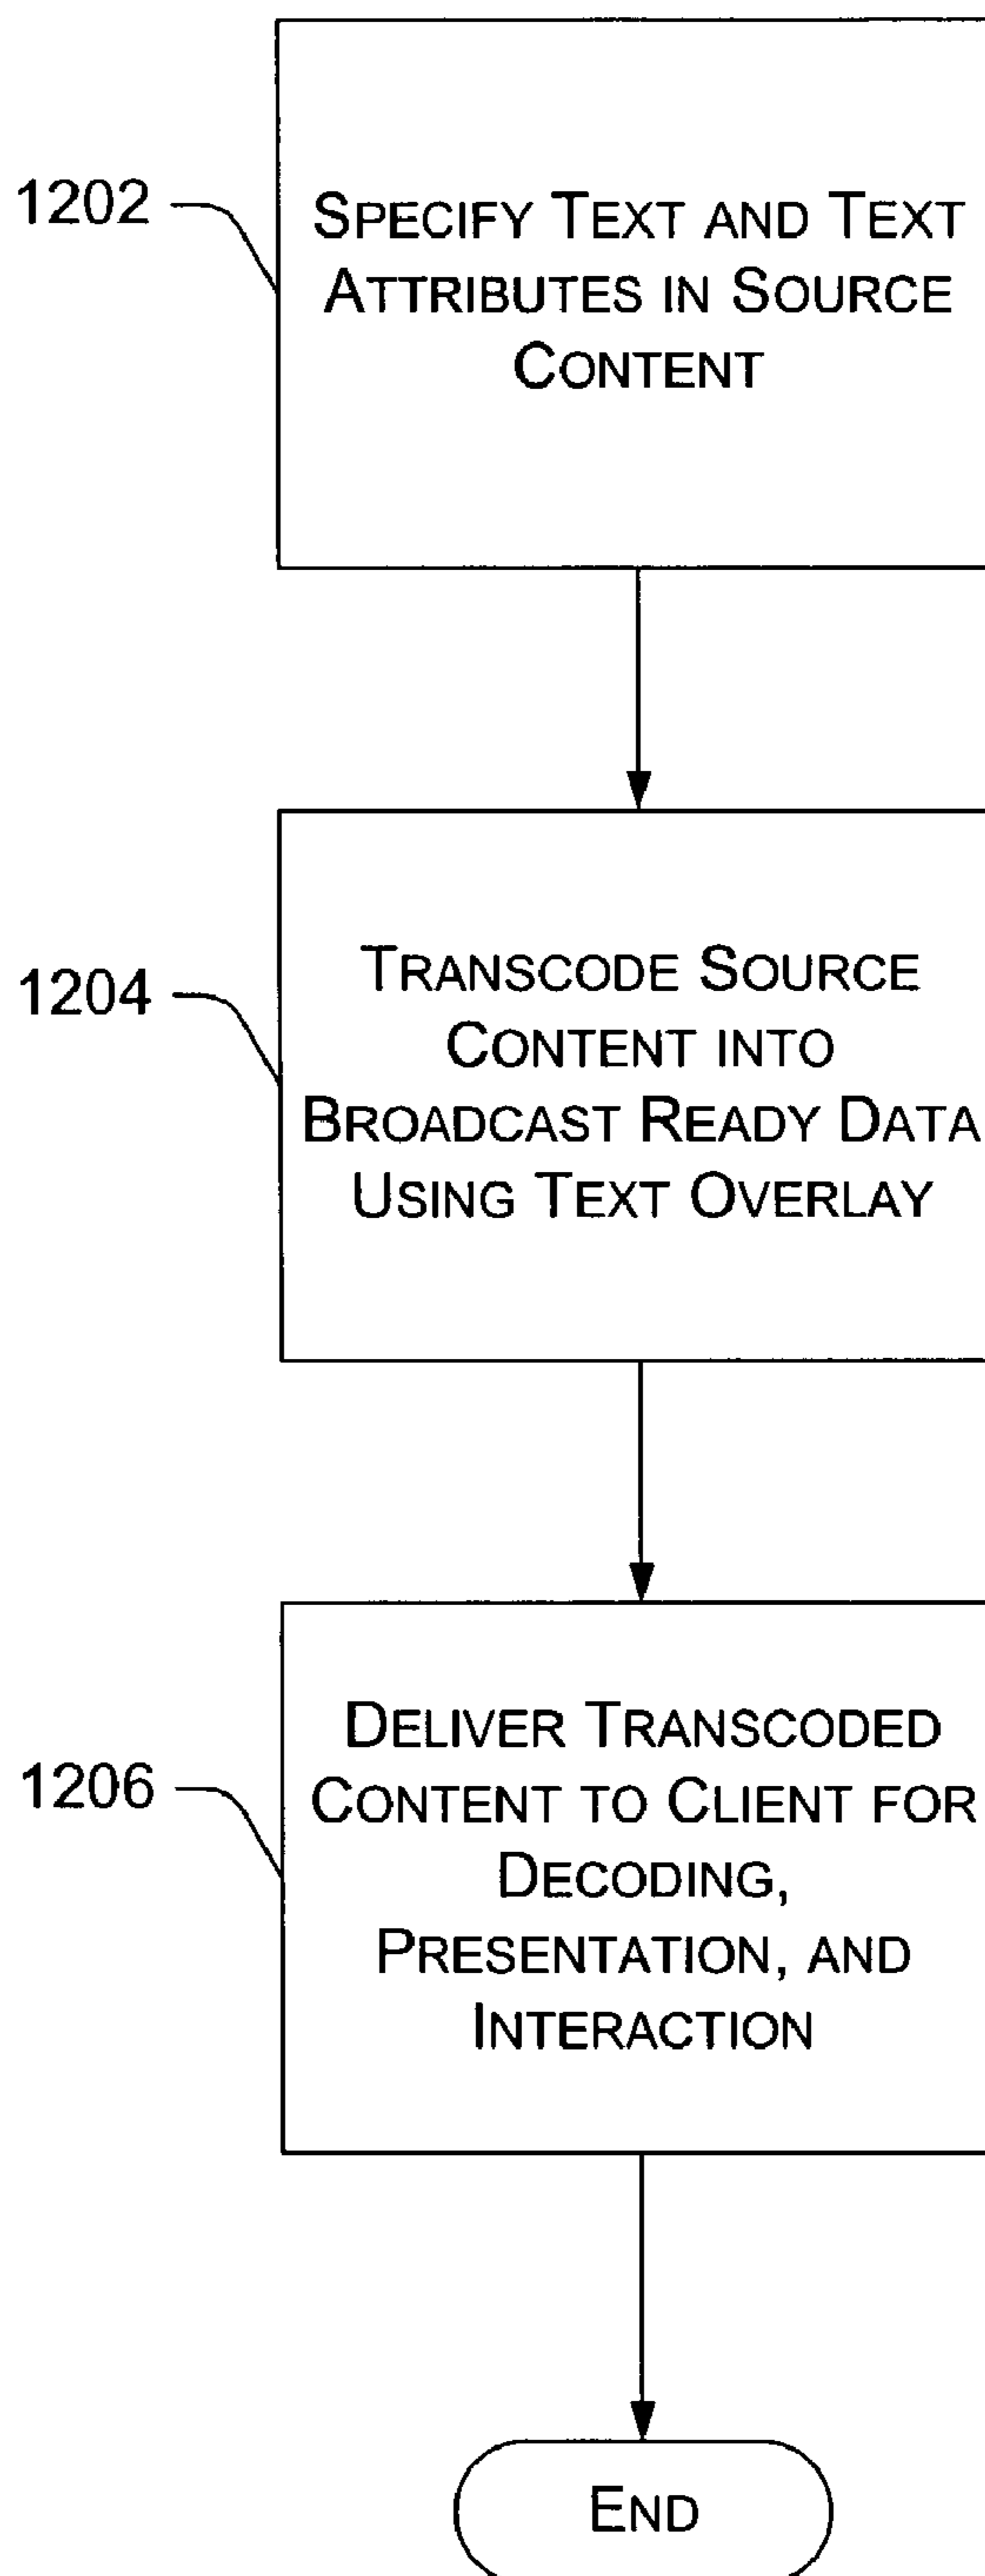 1202
SPECIFY TEXT AND TEXT
ATTRIBUTES IN SOURCE
CONTENT
1204
TRANSCODE SOURCE
CONTENT INTO
BROADCAST READY DATA
USING TEXT OVERLAY
1206
DELIVER TRANSCODED
CONTENT TO CLIENT FOR
DECODING,
PRESENTATION, AND
INTERACTION
END